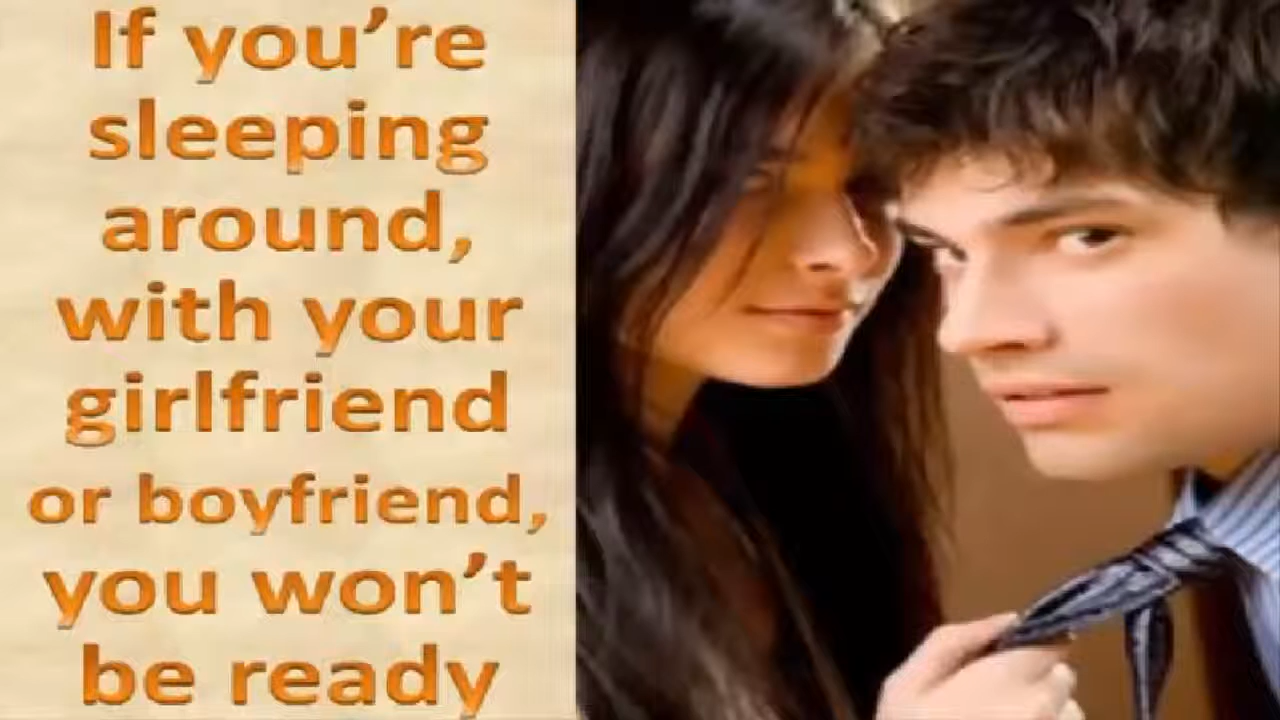 If you’re
sleeping
around,
with your
girlfriend
or boyfriend,
you won’t
be ready